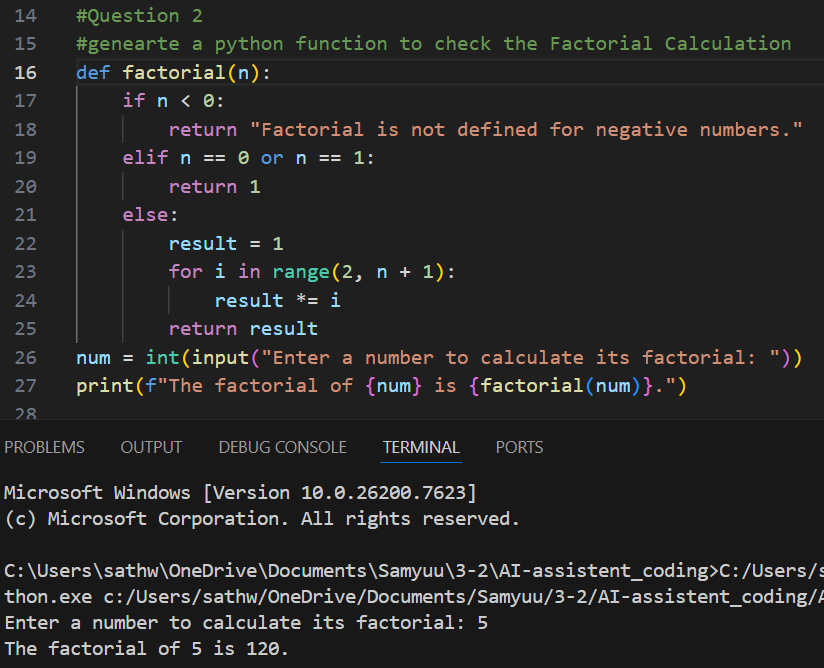 14 #Question 2
15 #genearte a python function to check the Factorial Calculation
16 def factorial(n):
17     if n < 0:
18         return "Factorial is not defined for negative numbers."
19     elif n == 0 or n == 1:
20         return 1
21     else:
22         result = 1
23         for i in range(2, n + 1):
24             result *= i
25         return result
26 num = int(input("Enter a number to calculate its factorial: "))
27 print(f"The factorial of {num} is {factorial(num)}.")
28
PROBLEMS OUTPUT DEBUG CONSOLE TERMINAL PORTS
Microsoft Windows [Version 10.0.26200.7623]
(c) Microsoft Corporation. All rights reserved.
C:\Users\sathw\OneDrive\Documents\Samyuu\3-2\AI-assistent_coding>C:/Users/s
thon.exe c:/Users/sathw/OneDrive/Documents/Samyuu/3-2/AI-assistent_coding/A
Enter a number to calculate its factorial: 5
The factorial of 5 is 120.